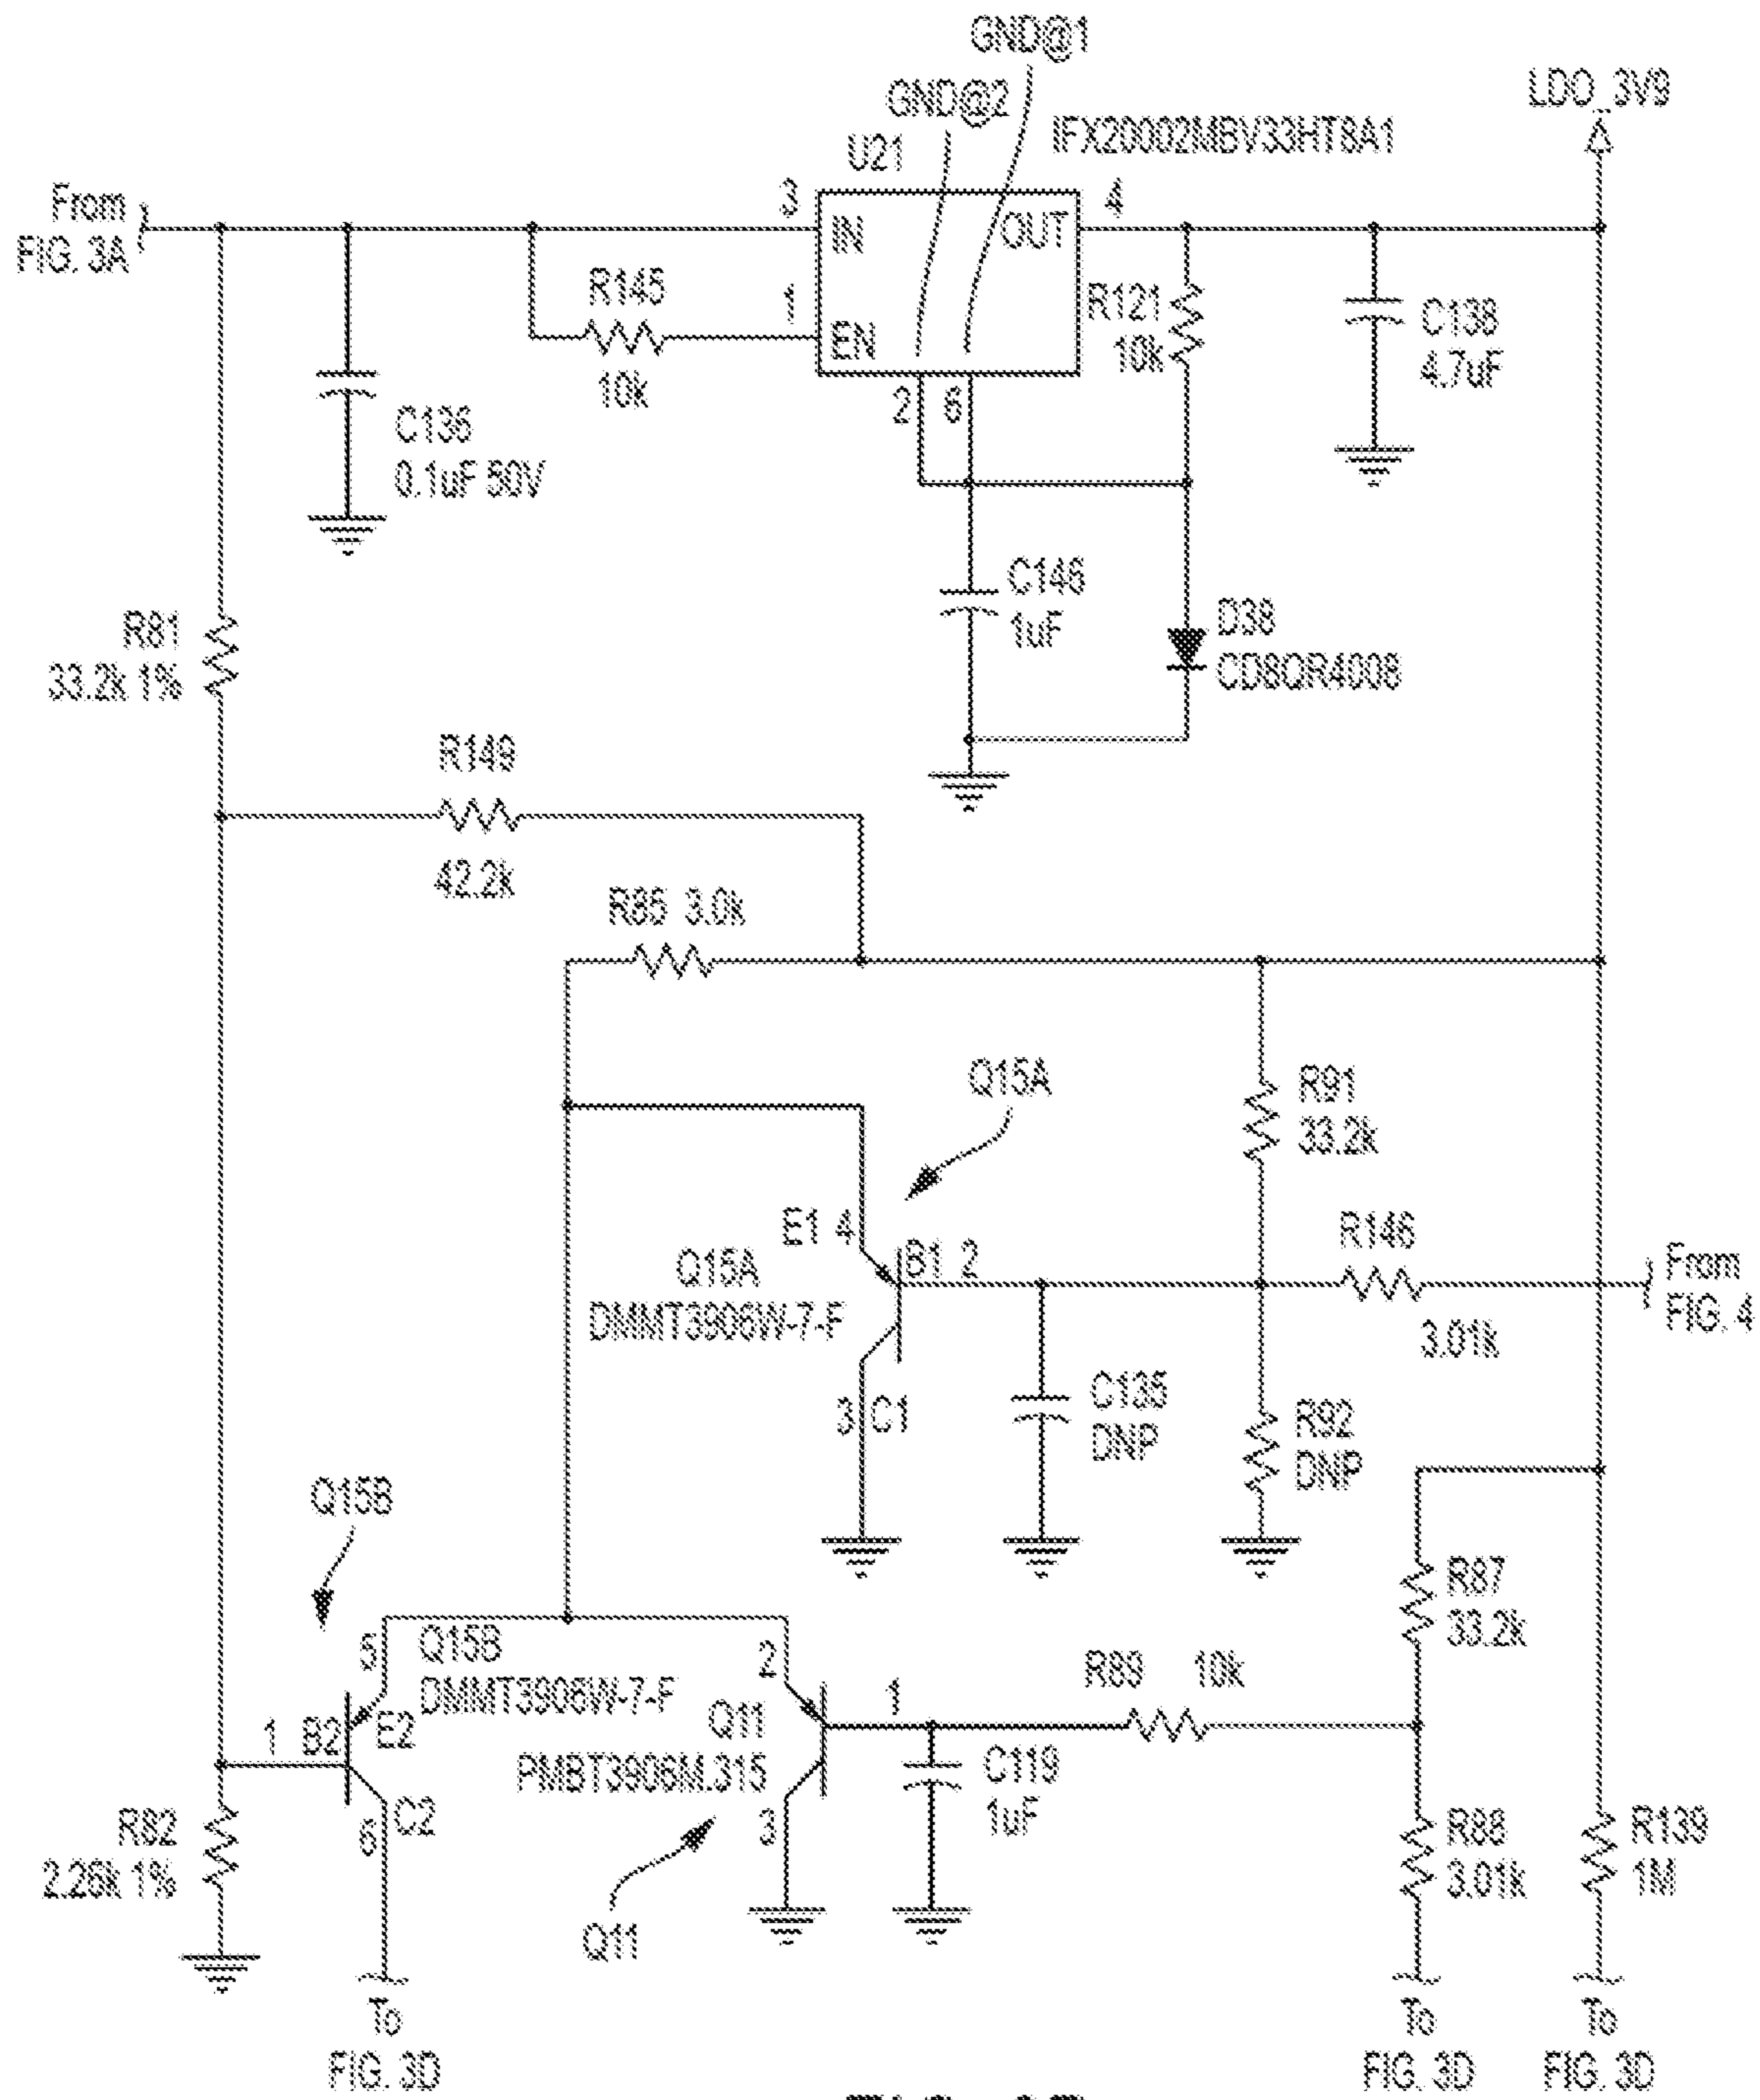 GND@1
GND@2
LDO_3V9
U21
IFX20002MBV33HT8A1
From
FIG. 3A
3
IN
OUT
4
R145
10k
1
EN
R121
10k
C138
4.7uF
2
6
C136
0.1uF 50V
C146
1uF
D38
CD8QR4008
R81
33.2k 1%
R149
42.2k
R85 3.0k
Q15A
R91
33.2k
E1 4
B1 2
Q15A
DMMT3906W-7-F
R146
3.01k
From
FIG. 4
3 C1
C135
DNP
R92
DNP
Q15B
R87
33.2k
5
Q15B
DMMT3906W-7-F
2
1
R89 10k
1 B2
E2
Q11
PMBT3906M.315
C119
1uF
R82
2.26k 1%
6
C2
3
Q11
R88
3.01k
R139
1M
To
FIG. 3D
To
FIG. 3D
To
FIG. 3D